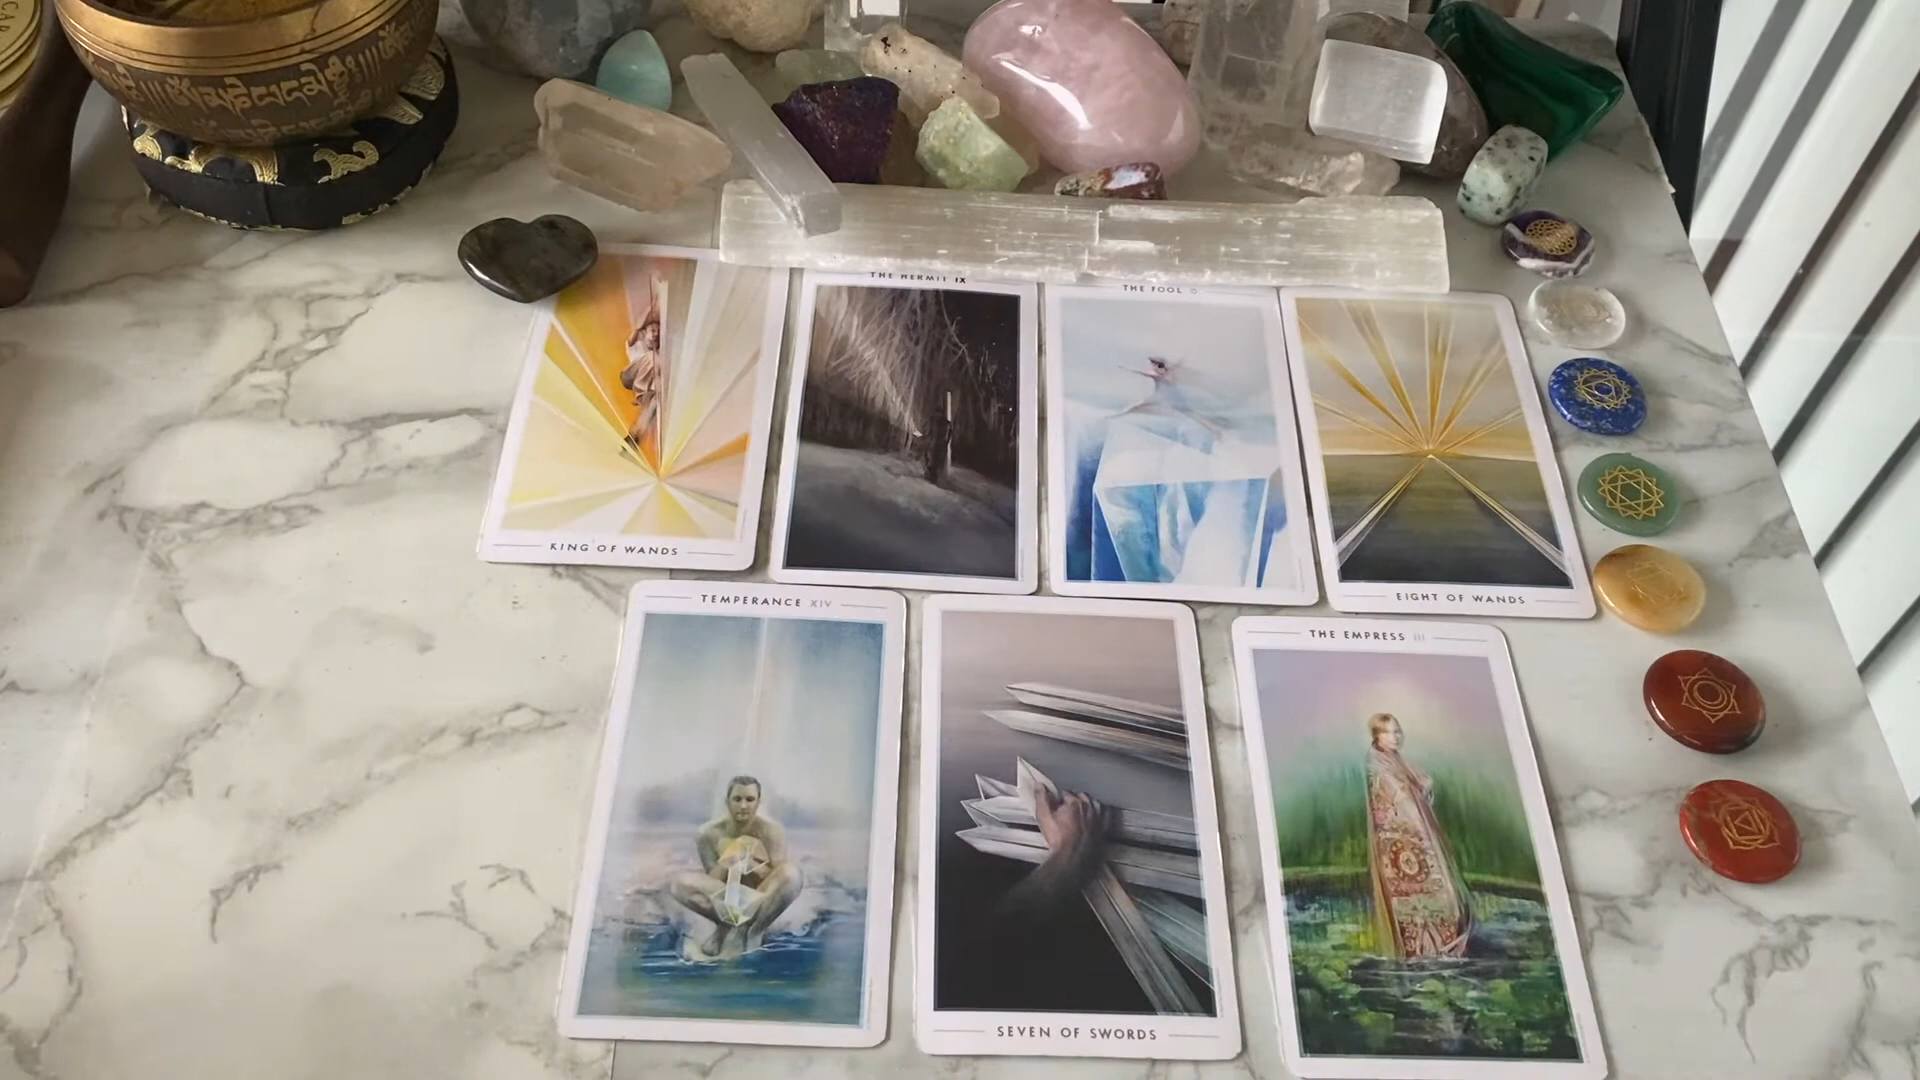 THE HERMIT IX
THE FOOL 0
KING OF WANDS
EIGHT OF WANDS
TEMPERANCE XIV
THE EMPRESS III
SEVEN OF SWORDS